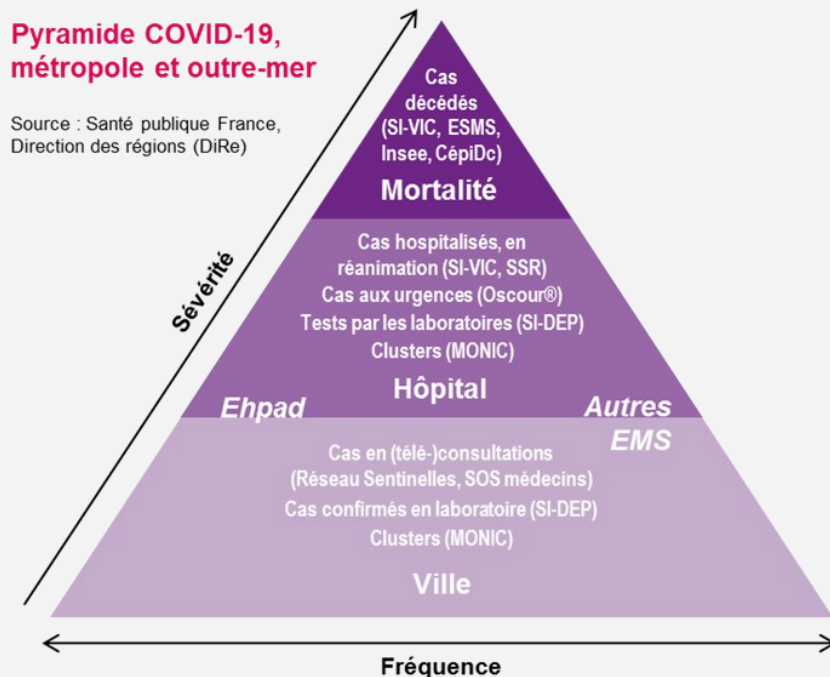 Pyramide COVID-19,
métropole et outre-mer
Source : Santé publique France,
Direction des régions (DiRe)
Sévérité
Cas
décédés
(SI-VIC, ESMS,
Insee, CépiDc)
Mortalité
Cas hospitalisés, en
réanimation (SI-VIC, SSR)
Cas aux urgences (Oscour®)
Tests par les laboratoires (SI-DEP)
Clusters (MONIC)
Hôpital
Ehpad
Autres
EMS
Cas en (télé-)consultations
(Réseau Sentinelles, SOS médecins)
Cas confirmés en laboratoire (SI-DEP)
Clusters (MONIC)
Ville
Fréquence